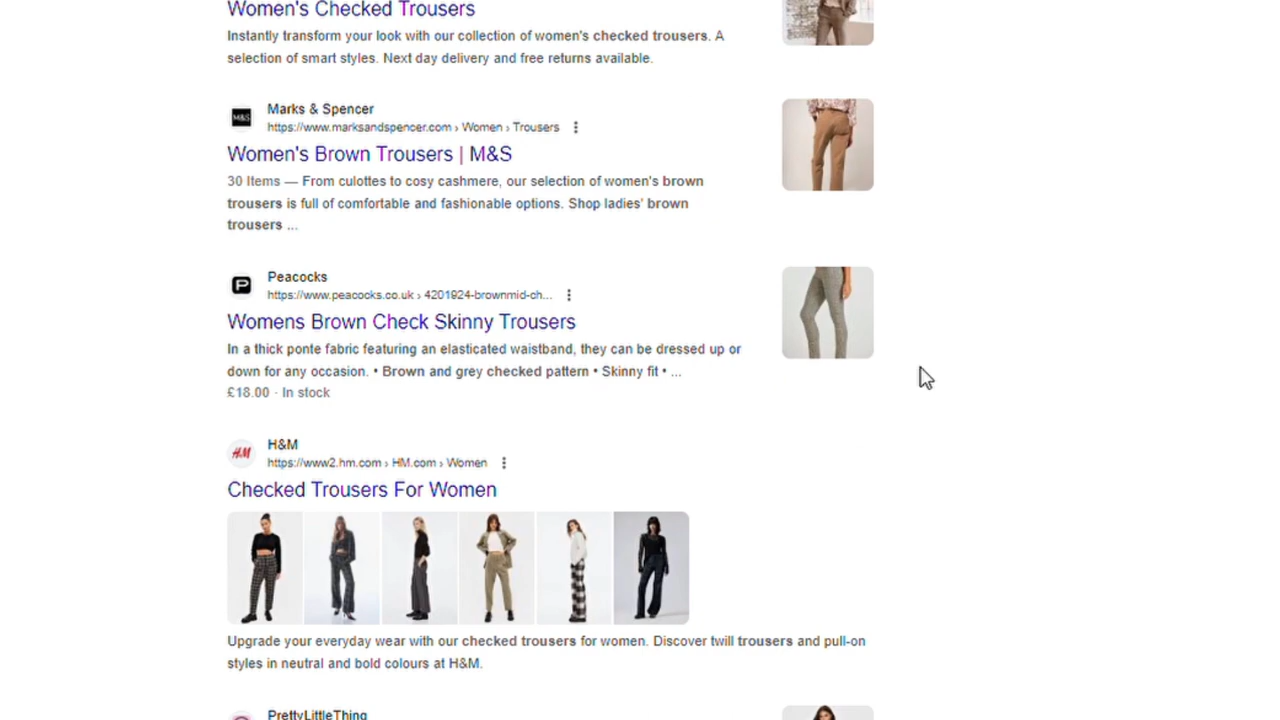 Women's Checked Trousers
Instantly transform your look with our collection of women's checked trousers. A
selection of smart styles. Next day delivery and free returns available.
M&S
Marks & Spencer
https://www.marksandspencer.com › Women › Trousers
Women's Brown Trousers | M&S
30 Items — From culottes to cosy cashmere, our selection of women's brown
trousers is full of comfortable and fashionable options. Shop ladies' brown
trousers ...
P
Peacocks
https://www.peacocks.co.uk › 4201924-brownmid-ch...
Womens Brown Check Skinny Trousers
In a thick ponte fabric featuring an elasticated waistband, they can be dressed up or
down for any occasion. • Brown and grey checked pattern • Skinny fit • ...
£18.00 · In stock
HM
H&M
https://www2.hm.com › HM.com › Women
Checked Trousers For Women
Upgrade your everyday wear with our checked trousers for women. Discover twill trousers and pull-on
styles in neutral and bold colours at H&M.
PrettyLittleThing